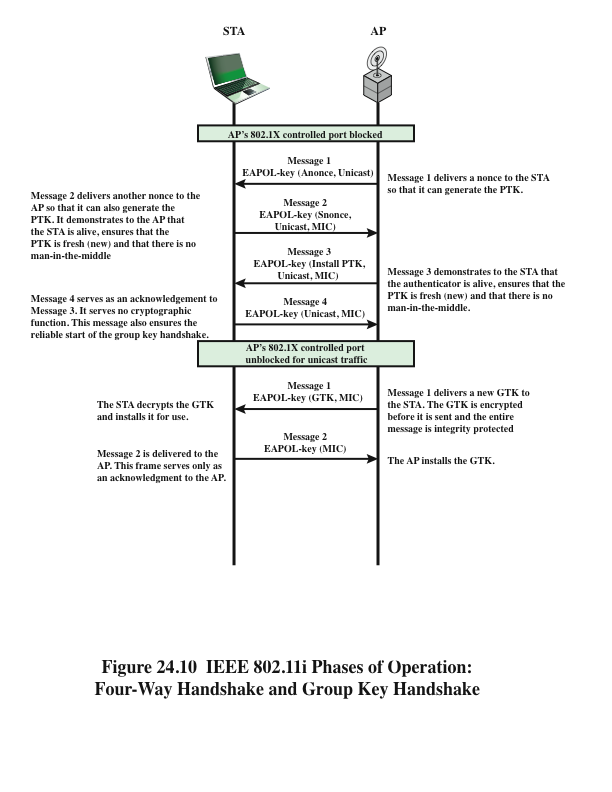 STA
AP
AP's 802.1X controlled port blocked
Message 1
EAPOL-key (Anonce, Unicast)
Message 1 delivers a nonce to the STA
so that it can generate the PTK.
Message 2 delivers another nonce to the
AP so that it can also generate the
PTK. It demonstrates to the AP that
the STA is alive, ensures that the
PTK is fresh (new) and that there is no
man-in-the-middle
Message 2
EAPOL-key (Snonce,
Unicast, MIC)
Message 3
EAPOL-key (Install PTK,
Unicast, MIC)
Message 3 demonstrates to the STA that
the authenticator is alive, ensures that the
PTK is fresh (new) and that there is no
man-in-the-middle.
Message 4 serves as an acknowledgement to
Message 3. It serves no cryptographic
function. This message also ensures the
reliable start of the group key handshake.
Message 4
EAPOL-key (Unicast, MIC)
AP's 802.1X controlled port
unblocked for unicast traffic
Message 1
EAPOL-key (GTK, MIC)
Message 1 delivers a new GTK to
the STA. The GTK is encrypted
before it is sent and the entire
message is integrity protected
The STA decrypts the GTK
and installs it for use.
Message 2
EAPOL-key (MIC)
Message 2 is delivered to the
AP. This frame serves only as
an acknowledgment to the AP.
The AP installs the GTK.
Figure 24.10 IEEE 802.11i Phases of Operation:
Four-Way Handshake and Group Key Handshake